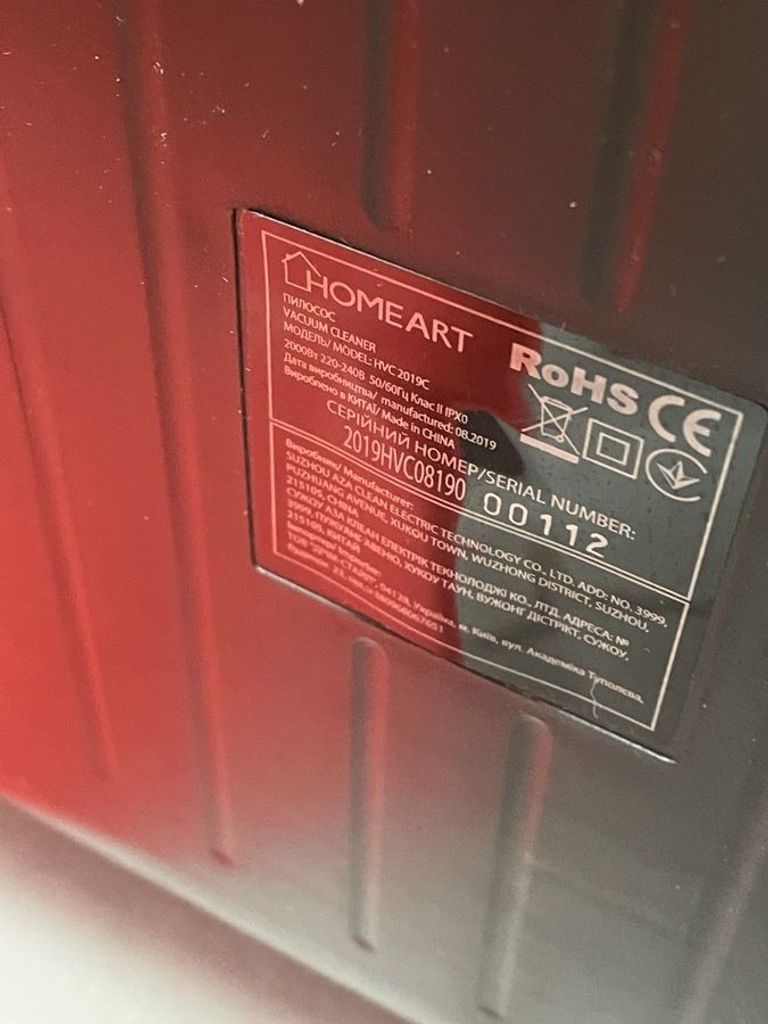 HOMEART
ПИЛОСОС
VACUUM CLEANER
МОДЕЛЬ/ MODEL: HVC 2019C
2000Вт 220-240В 50/60Гц Клас II IPX0
Дата виробництва/ manufactured: 08.2019
Вироблено в КИТАЇ/ Made in CHINA
RoHS CE
СЕРІЙНИЙ НОМЕР/SERIAL NUMBER:
2019HVC08190 00112
Виробник/ Manufacturer:
SUZHOU AZA CLEAN ELECTRIC TECHNOLOGY CO., LTD. ADD: NO. 3999,
PUZHUANG AVENUE, XUKOU TOWN, WUZHONG DISTRICT, SUZHOU,
215105, CHINA
СУЖОУ АЗА КЛЕАН ЕЛЕКТРІК ТЕКНОЛОДЖІ КО., ЛТД. АДРЕСА: №
3999 ПУЖУАНГ АВЕНЮ, ХУКОУ ТАУН, ВУЖОНГ ДІСТРІКТ, СУЖОУ,
215105, КИТАЙ
04128, Україна, м. Київ, вул. Академіка Туполєва,